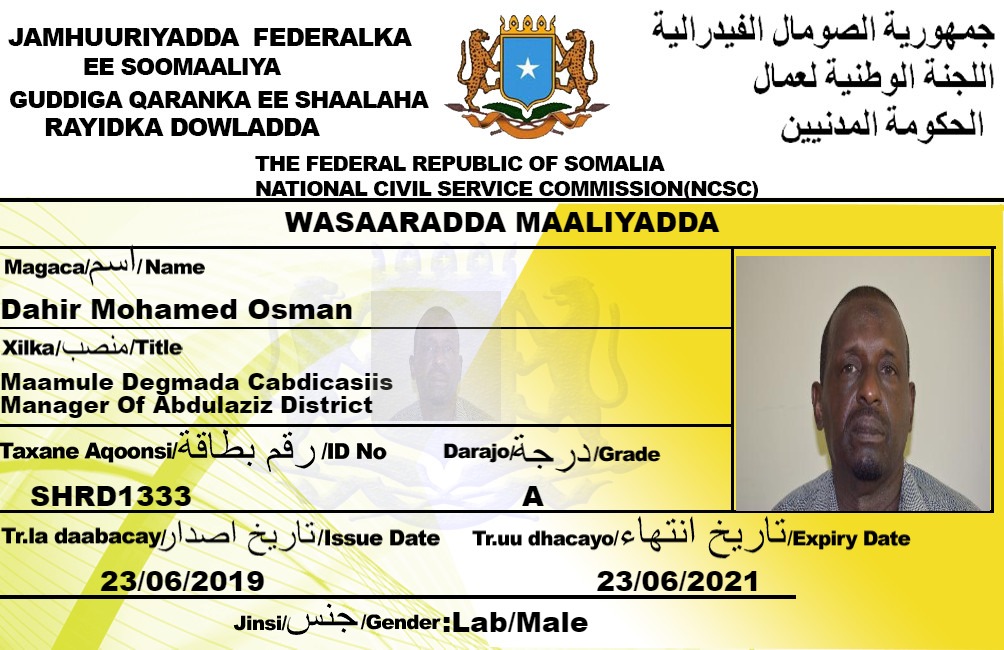 JAMHUURIYADDA FEDERALKA
EE SOOMAALIYA
GUDDIGA QARANKA EE SHAALAHA
RAYIDKA DOWLADDA
جمهورية الصومال الفيدرالية
اللجنة الوطنية لعمال
الحكومة المدنيين
THE FEDERAL REPUBLIC OF SOMALIA
NATIONAL CIVIL SERVICE COMMISSION(NCSC)
WASAARADDA MAALIYADDA
Magaca/اسم/Name
Dahir Mohamed Osman
Xilka/منصب/Title
Maamule Degmada Cabdicasiis
Manager Of Abdulaziz District
Taxane Aqoonsi/رقم بطاقة/ID No
Darajo/درجة/Grade
SHRD1333
A
Tr.la daabacay/تاريخ اصدار/Issue Date
Tr.uu dhacayo/تاريخ انتهاء/Expiry Date
23/06/2019
23/06/2021
Jinsi/جنس/Gender:Lab/Male